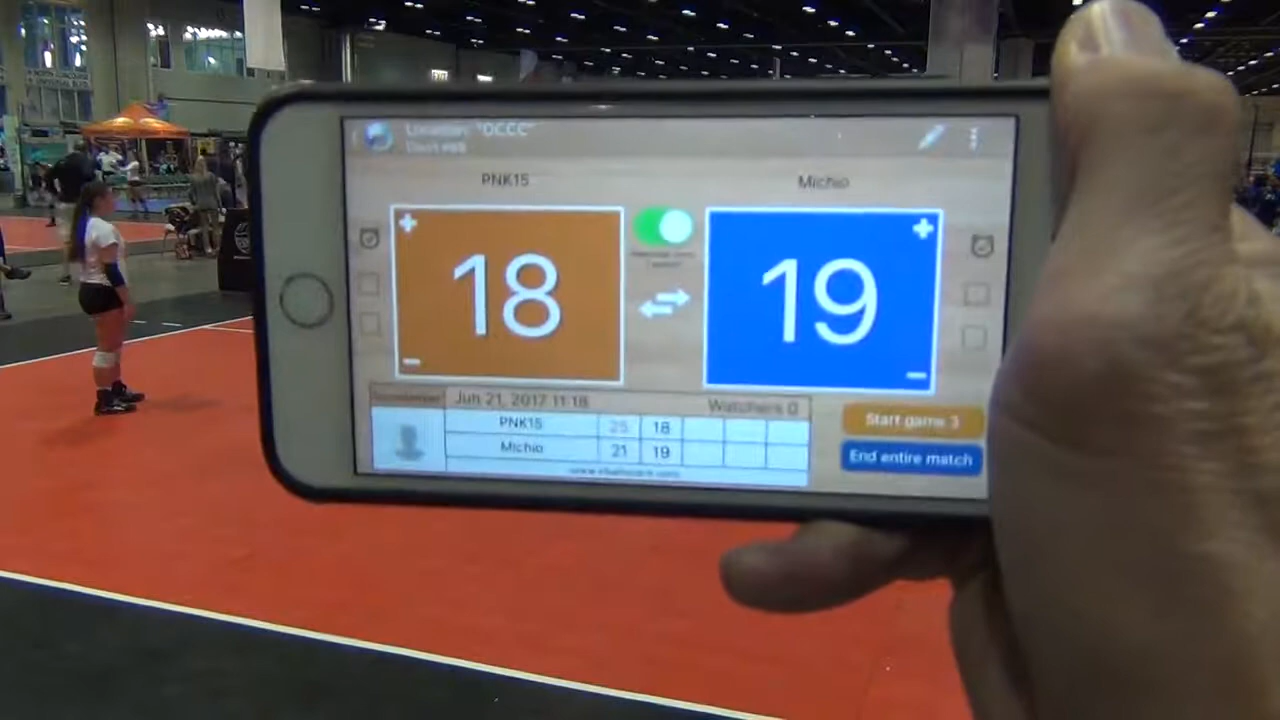 EXIT
Location: "OCCC"
PNK15
Michio
18
19
Jun 21, 2017 11:18
Watchers 0
PNK15 25 18
Michio 21 19
Start game 3
End entire match